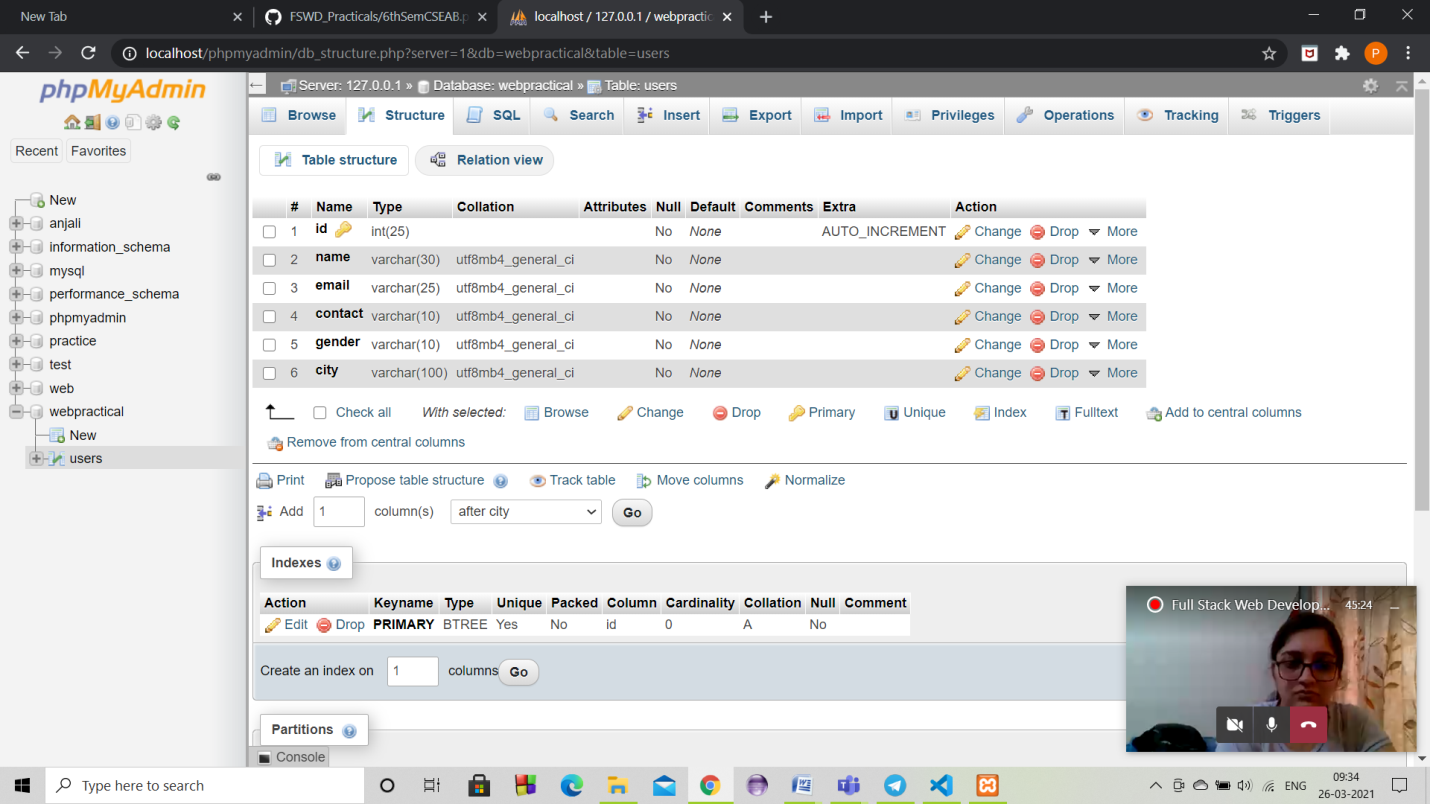 New Tab FSWD_Practicals/6thSemCSEAB.p localhost / 127.0.0.1 / webpractic
localhost/phpmyadmin/db_structure.php?server=1&db=webpractical&table=users P
phpMyAdmin
Recent Favorites
New
anjali
information_schema
mysql
performance_schema
phpmyadmin
practice
test
web
webpractical
New
users
Server: 127.0.0.1 » Database: webpractical » Table: users
Browse Structure SQL Search Insert Export Import Privileges Operations Tracking Triggers
Table structure Relation view
# Name Type Collation Attributes Null Default Comments Extra Action
1 id int(25) No None AUTO_INCREMENT Change Drop More
2 name varchar(30) utf8mb4_general_ci No None Change Drop More
3 email varchar(25) utf8mb4_general_ci No None Change Drop More
4 contact varchar(10) utf8mb4_general_ci No None Change Drop More
5 gender varchar(10) utf8mb4_general_ci No None Change Drop More
6 city varchar(100) utf8mb4_general_ci No None Change Drop More
Check all With selected: Browse Change Drop Primary Unique Index Fulltext Add to central columns
Remove from central columns
Print Propose table structure Track table Move columns Normalize
Add 1 column(s) after city Go
Indexes
Action Keyname Type Unique Packed Column Cardinality Collation Null Comment
Edit Drop PRIMARY BTREE Yes No id 0 A No
Create an index on 1 columns Go
Partitions
Console
Full Stack Web Develop... 45:24
Type here to search
ENG
09:34
26-03-2021